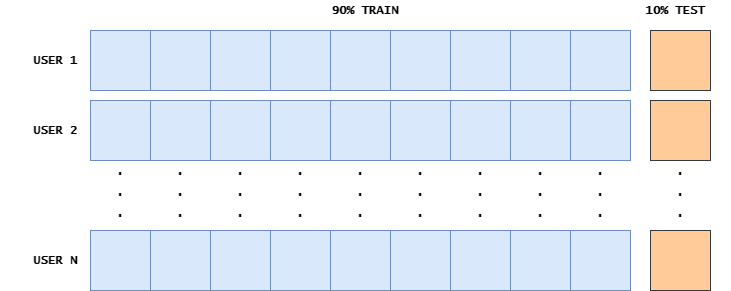 90% TRAIN
10% TEST
USER 1
USER 2
USER N